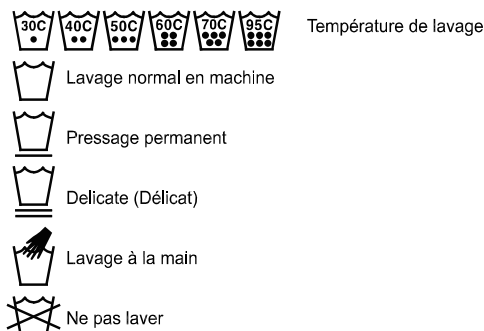 30C 40C 50C 60C 70C 95C Température de lavage
Lavage normal en machine
Pressage permanent
Delicate (Délicat)
Lavage à la main
Ne pas laver